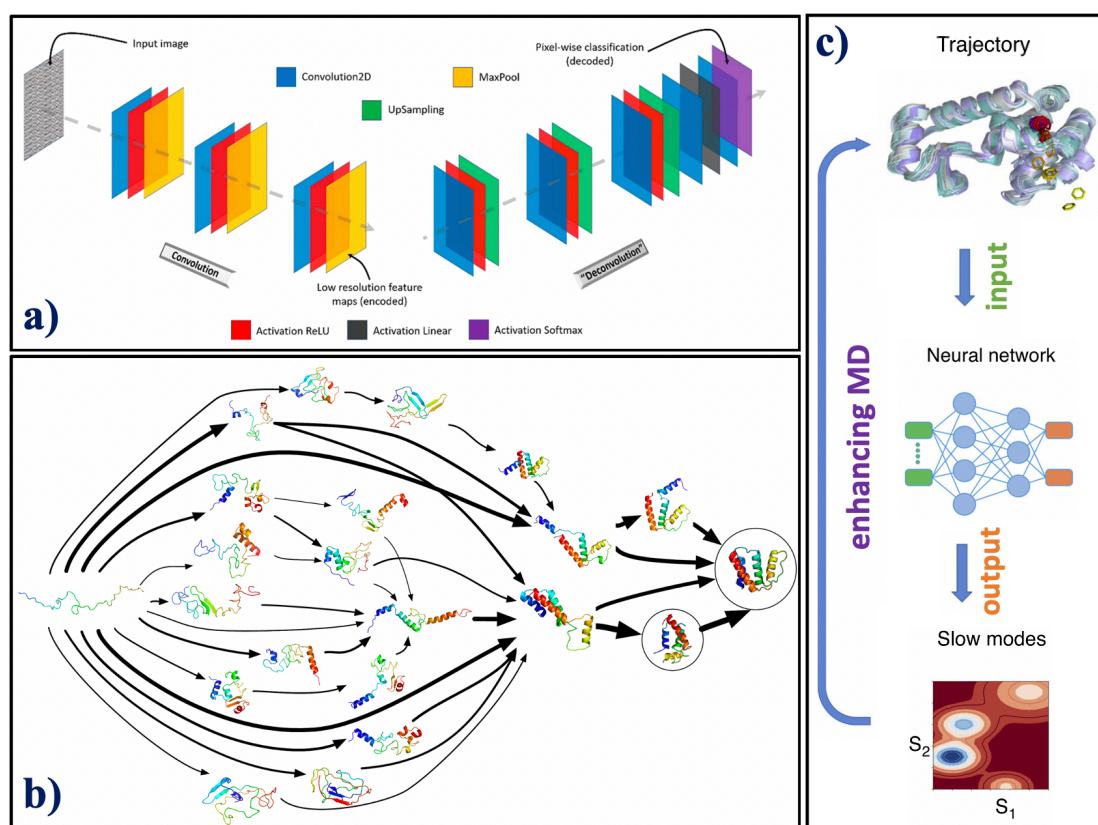 Input image
Convolution2D
MaxPool
UpSampling
Pixel-wise classification
(decoded)
Convolution
"Deconvolution"
Low resolution feature
maps (encoded)
Activation ReLU
Activation Linear
Activation Softmax
a)
b)
c)
Trajectory
input
Neural network
enhancing MD
output
Slow modes
S2
S1